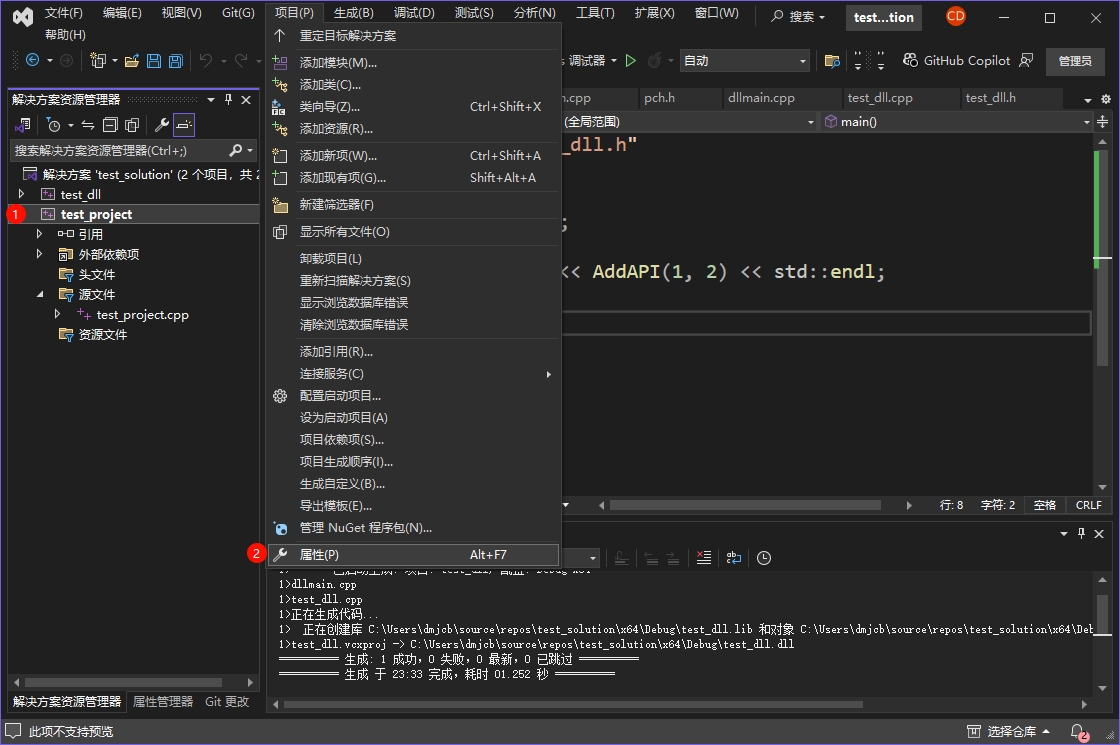 文件(F) 编辑(E) 视图(V) Git(G) 项目(P) 生成(B) 调试(D) 测试(S) 分析(N) 工具(T) 扩展(X) 窗口(W) 搜索 test...tion CD
帮助(H)
调试器 自动 GitHub Copilot 管理员
解决方案资源管理器
搜索解决方案资源管理器(Ctrl+;)
解决方案 'test_solution' (2 个项目，共 2
test_dll
1 test_project
引用
外部依赖项
头文件
源文件
test_project.cpp
资源文件
解决方案资源管理器 属性管理器 Git 更改
重定目标解决方案
添加模块(M)...
添加类(C)...
类向导(Z)... Ctrl+Shift+X
添加资源(R)...
添加新项(W)... Ctrl+Shift+A
添加现有项(G)... Shift+Alt+A
新建筛选器(F)
显示所有文件(O)
卸载项目(L)
重新扫描解决方案(S)
显示浏览数据库错误
清除浏览数据库错误
添加引用(R)...
连接服务(C)
配置启动项目...
设为启动项目(A)
项目依赖项(S)...
项目生成顺序(I)...
生成自定义(B)...
导出模板(E)...
管理 NuGet 程序包(N)...
2 属性(P) Alt+F7
n.cpp pch.h dllmain.cpp test_dll.cpp test_dll.h
(全局范围) main()
_dll.h"
;
<< AddAPI(1, 2) << std::endl;
行: 8 字符: 2 空格 CRLF
1>dllmain.cpp
1>test_dll.cpp
1>正在生成代码...
1> 正在创建库 C:\Users\dmjcb\source\repos\test_solution\x64\Debug\test_dll.lib 和对象 C:\Users\dmjcb\source\repos\test_solution\x64\Deb
1>test_dll.vcxproj -> C:\Users\dmjcb\source\repos\test_solution\x64\Debug\test_dll.dll
========== 生成: 1 成功，0 失败，0 最新，0 已跳过 ==========
========== 生成 于 23:33 完成，耗时 01.252 秒 ==========
此项不支持预览 选择仓库 2